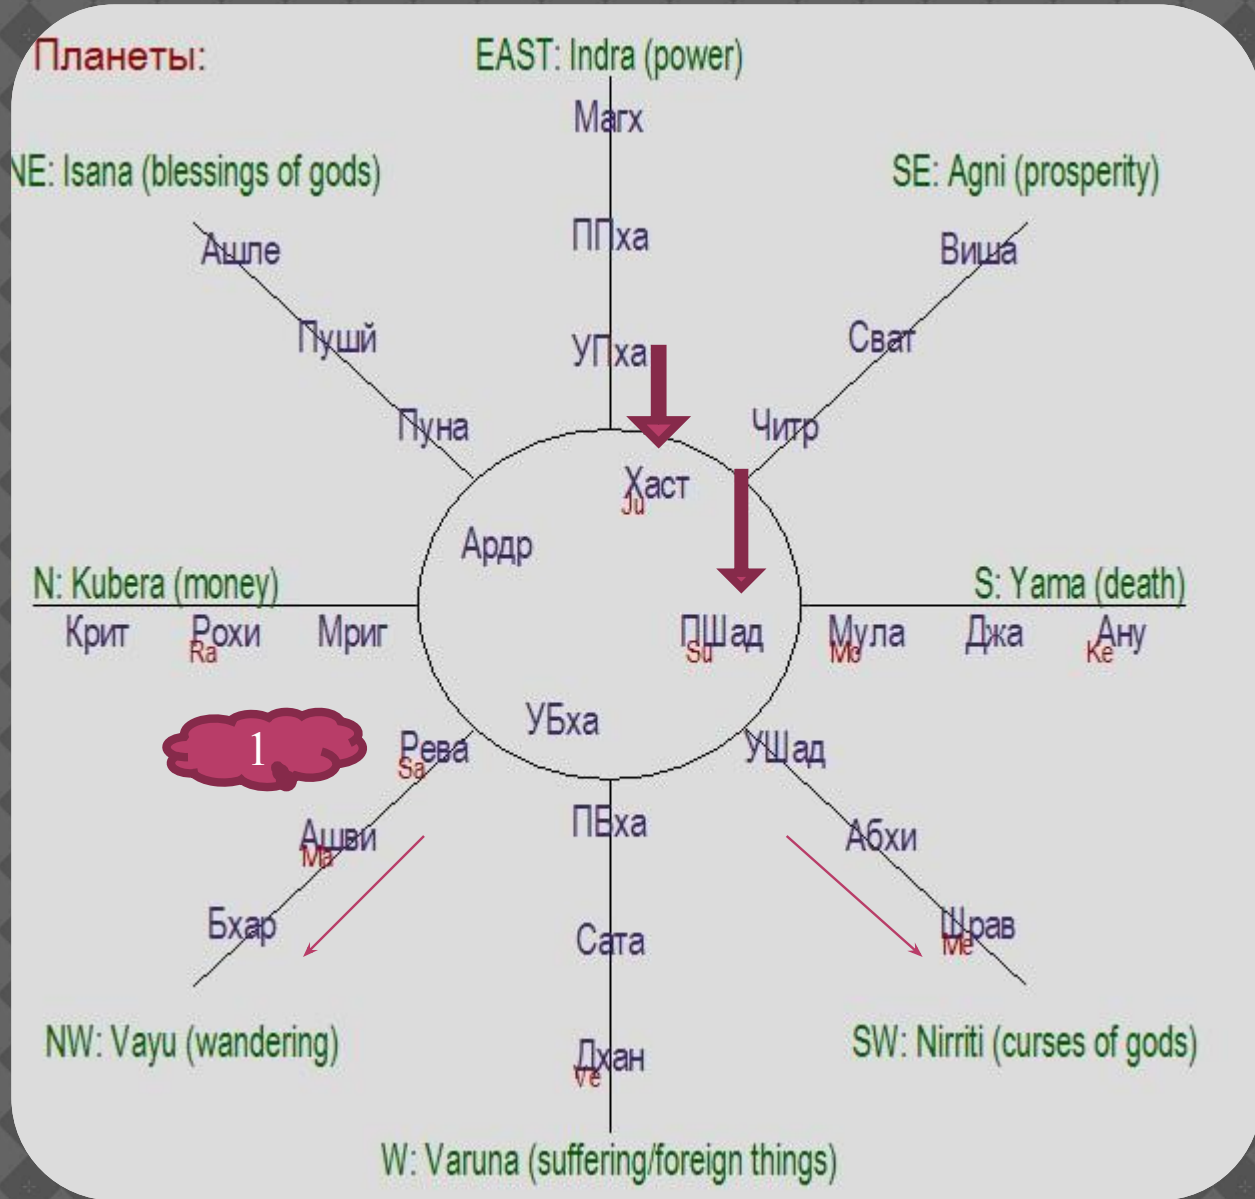 Планеты:
EAST: Indra (power)
Магх
NE: Isana (blessings of gods)
SE: Agni (prosperity)
ППха
Ашле
Виша
Пушй
Сват
УПха
Пуна
Читр
Хаст
Ju
Ардр
N: Kubera (money)
S: Yama (death)
Крит
Рохи
Мриг
ПШад
Мула
Джа
Ану
Ra
Su
Mo
Ke
УБха
1
Рева
УШад
Sa
ПБха
Ашви
Абхи
Ma
Бхар
Шрав
Сата
Me
NW: Vayu (wandering)
SW: Nirriti (curses of gods)
Дхан
Ve
W: Varuna (suffering/foreign things)